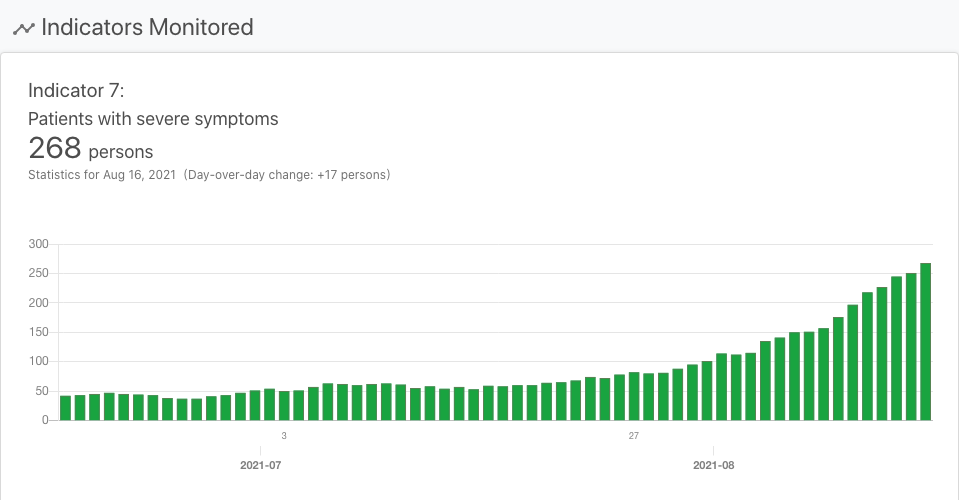 Indicators Monitored
Indicator 7:
Patients with severe symptoms
268 persons
Statistics for Aug 16, 2021 (Day-over-day change: +17 persons)
300
250
200
150
100
50
0
3 27
2021-07 2021-08